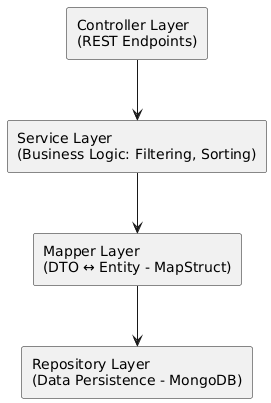 Controller Layer
(REST Endpoints)
Service Layer
(Business Logic: Filtering, Sorting)
Mapper Layer
(DTO ↔ Entity - MapStruct)
Repository Layer
(Data Persistence - MongoDB)